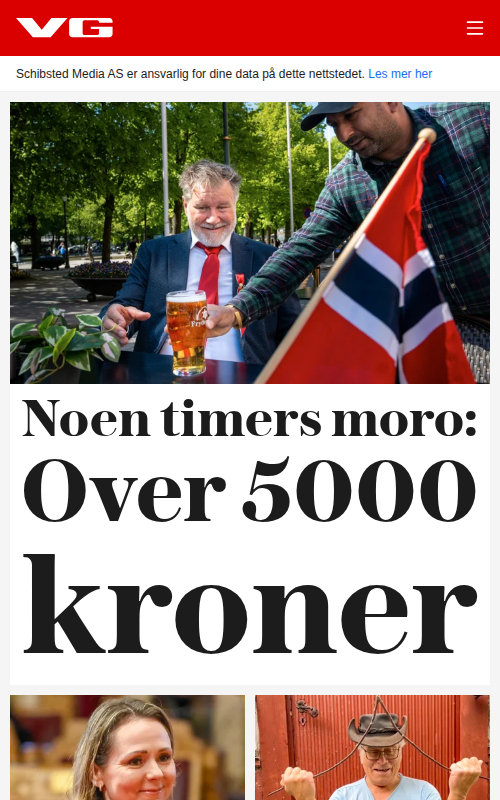 VG
Schibsted Media AS er ansvarlig for dine data på dette nettstedet. Les mer her
Noen timers moro:
Over 5000
kroner